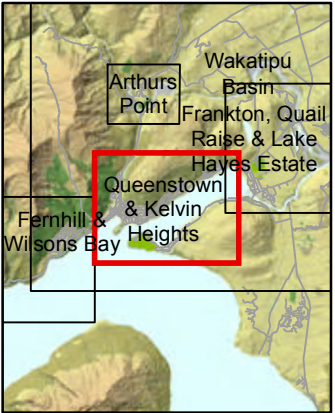 Wakatipu
Basin
Arthurs
Point
Frankton, Quail
Raise & Lake
Hayes Estate
Queenstown
& Kelvin
Heights
Fernhill &
Wilsons Bay